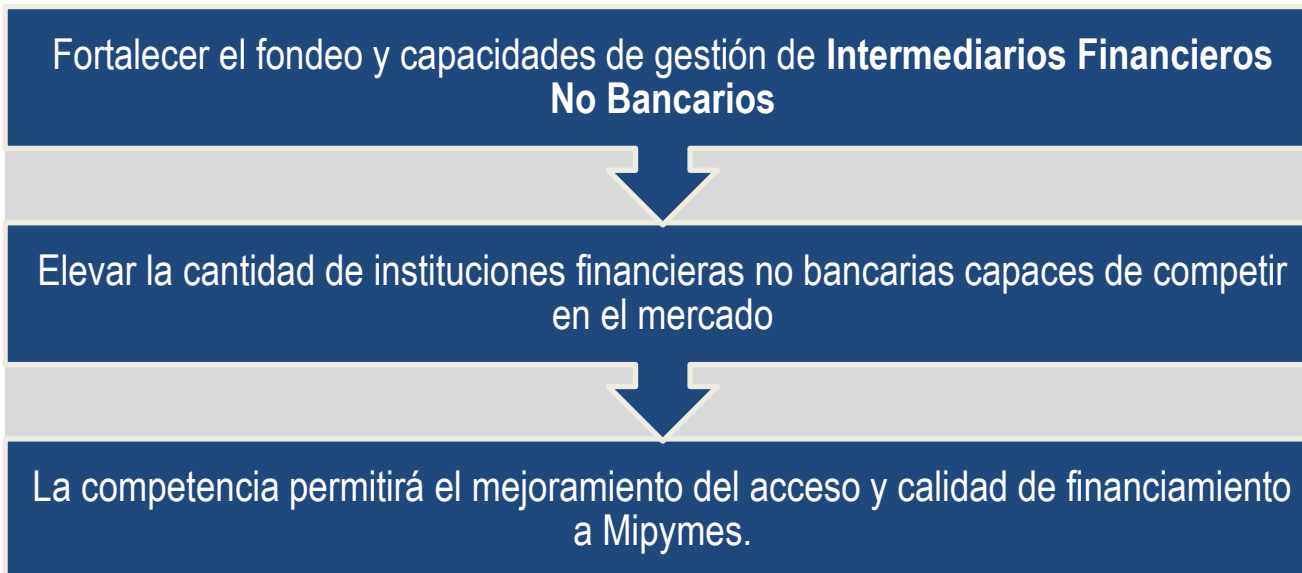 Fortalecer el fondeo y capacidades de gestión de Intermediarios Financieros
No Bancarios
Elevar la cantidad de instituciones financieras no bancarias capaces de competir
en el mercado
La competencia permitirá el mejoramiento del acceso y calidad de financiamiento
a Mipymes.